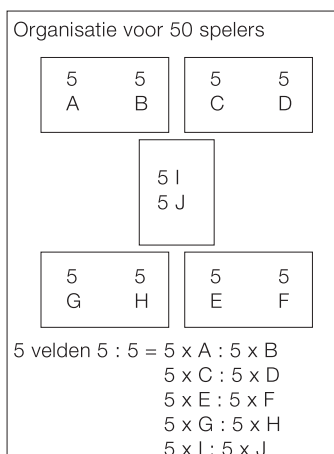 Organisatie voor 50 spelers
5 5 5 5
A B C D
5 I
5 J
5 5 5 5
G H E F
5 velden 5 : 5 = 5 x A : 5 x B
5 x C : 5 x D
5 x E : 5 x F
5 x G : 5 x H
5 x I : 5 x J